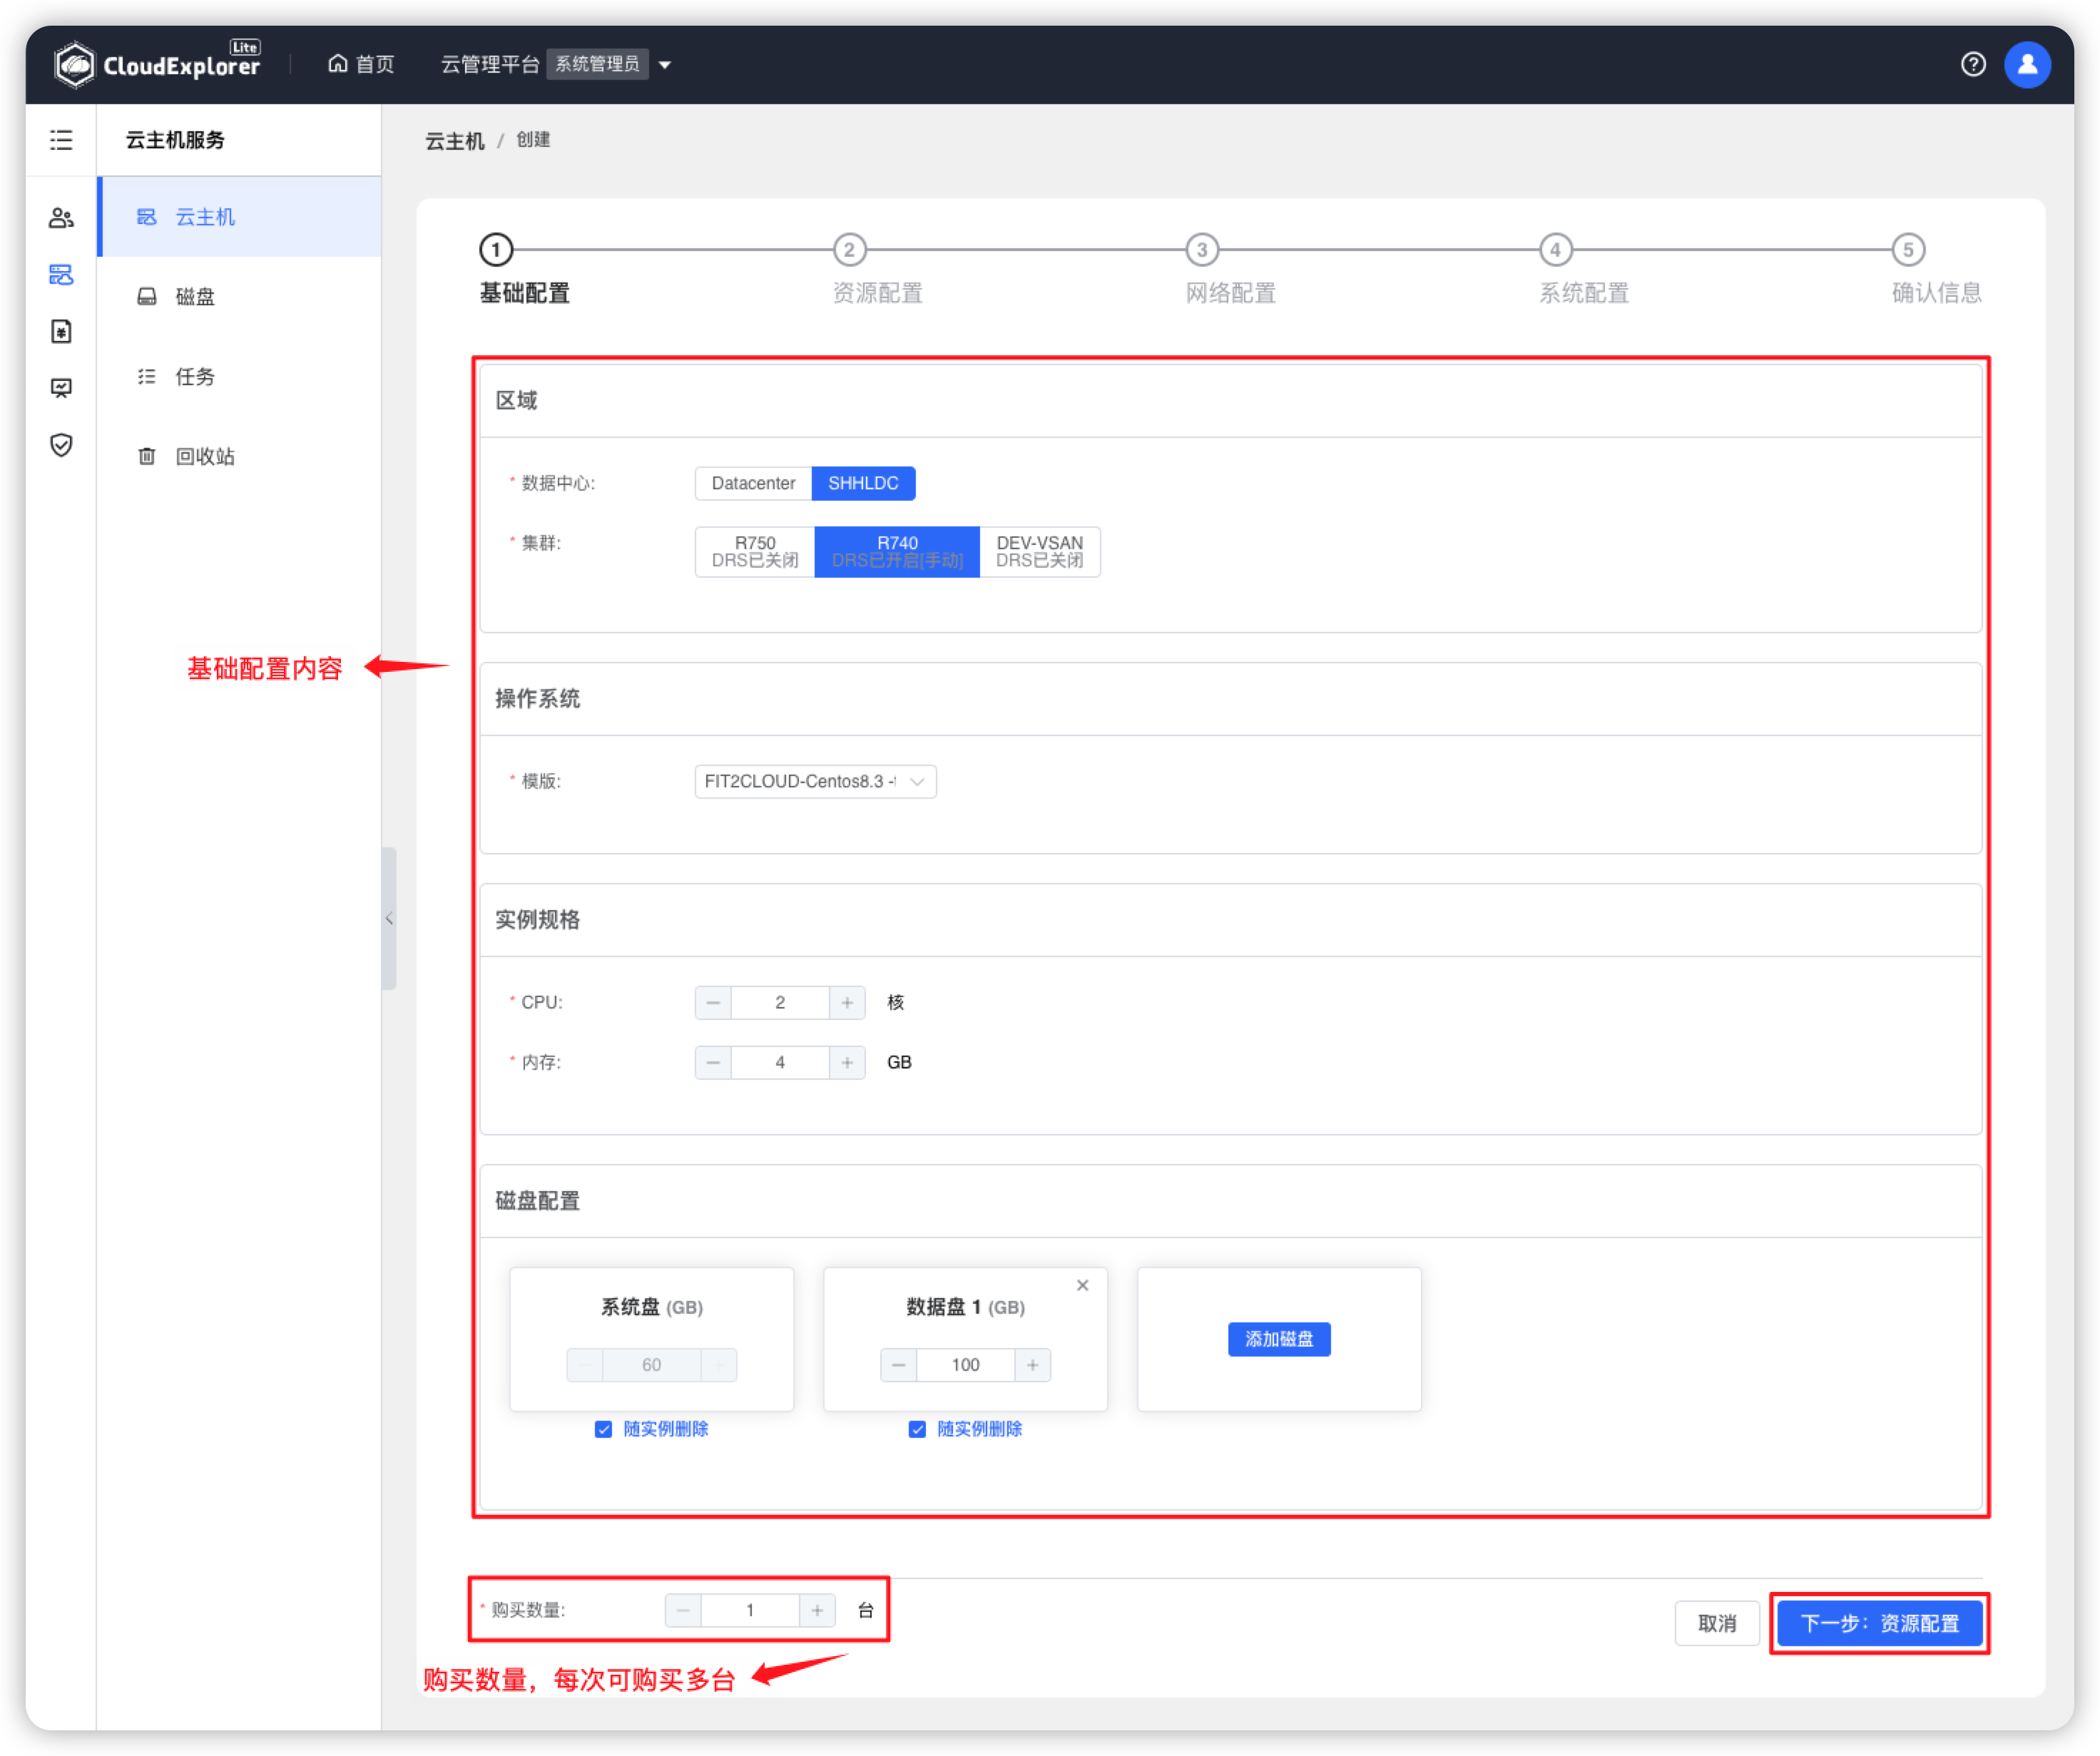 CloudExplorer Lite
首页
云管理平台 系统管理员
云主机服务
云主机
磁盘
任务
回收站
云主机 / 创建
1 2 3 4 5
基础配置 资源配置 网络配置 系统配置 确认信息
区域
* 数据中心: Datacenter SHHLDC
* 集群: R750 R740 DEV-VSAN
DRS已关闭 DRS已开启[手动] DRS已关闭
基础配置内容
操作系统
* 模版: FIT2CLOUD-Centos8.3 -
实例规格
* CPU: 2 核
* 内存: 4 GB
磁盘配置
系统盘 (GB) 数据盘 1 (GB)
60 100 添加磁盘
随实例删除 随实例删除
* 购买数量: 1 台
取消 下一步：资源配置
购买数量，每次可购买多台